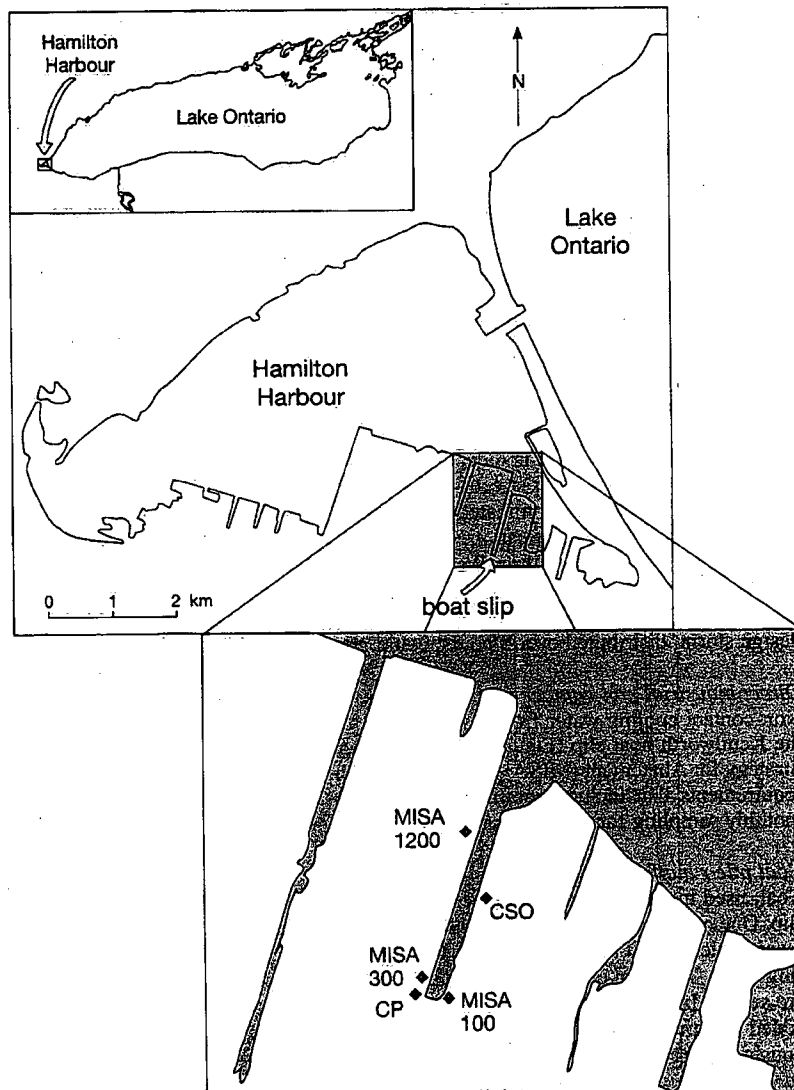 Hamilton
Harbour
Lake Ontario
N
Lake
Ontario
Hamilton
Harbour
0 1 2 km
boat slip
MISA
1200
CSO
MISA
300
CP
MISA
100